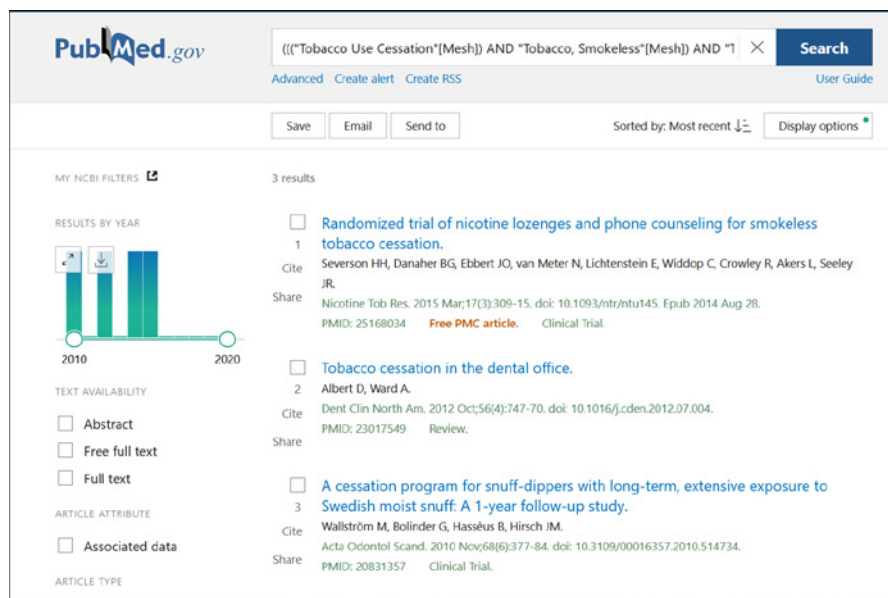 PubMed.gov
((("Tobacco Use Cessation"[Mesh]) AND "Tobacco, Smokeless"[Mesh]) AND "T
Search
Advanced Create alert Create RSS
User Guide
Save Email Send to
Sorted by: Most recent
Display options
MY NCBI FILTERS
3 results
RESULTS BY YEAR
2010 2020
TEXT AVAILABILITY
Abstract
Free full text
Full text
ARTICLE ATTRIBUTE
Associated data
ARTICLE TYPE
1
Cite
Share
Randomized trial of nicotine lozenges and phone counseling for smokeless
tobacco cessation.
Severson HH, Danaher BG, Ebbert JO, van Meter N, Lichtenstein E, Widdop C, Crowley R, Akers L, Seeley
JR.
Nicotine Tob Res. 2015 Mar;17(3):309-15. doi: 10.1093/ntr/ntu145. Epub 2014 Aug 28.
PMID: 25168034 Free PMC article. Clinical Trial.
2
Cite
Share
Tobacco cessation in the dental office.
Albert D, Ward A.
Dent Clin North Am. 2012 Oct;56(4):747-70. doi: 10.1016/j.cden.2012.07.004.
PMID: 23017549 Review.
3
Cite
Share
A cessation program for snuff-dippers with long-term, extensive exposure to
Swedish moist snuff: A 1-year follow-up study.
Wallström M, Bolinder G, Hassèus B, Hirsch JM.
Acta Odontol Scand. 2010 Nov;68(6):377-84. doi: 10.3109/00016357.2010.514734.
PMID: 20831357 Clinical Trial.